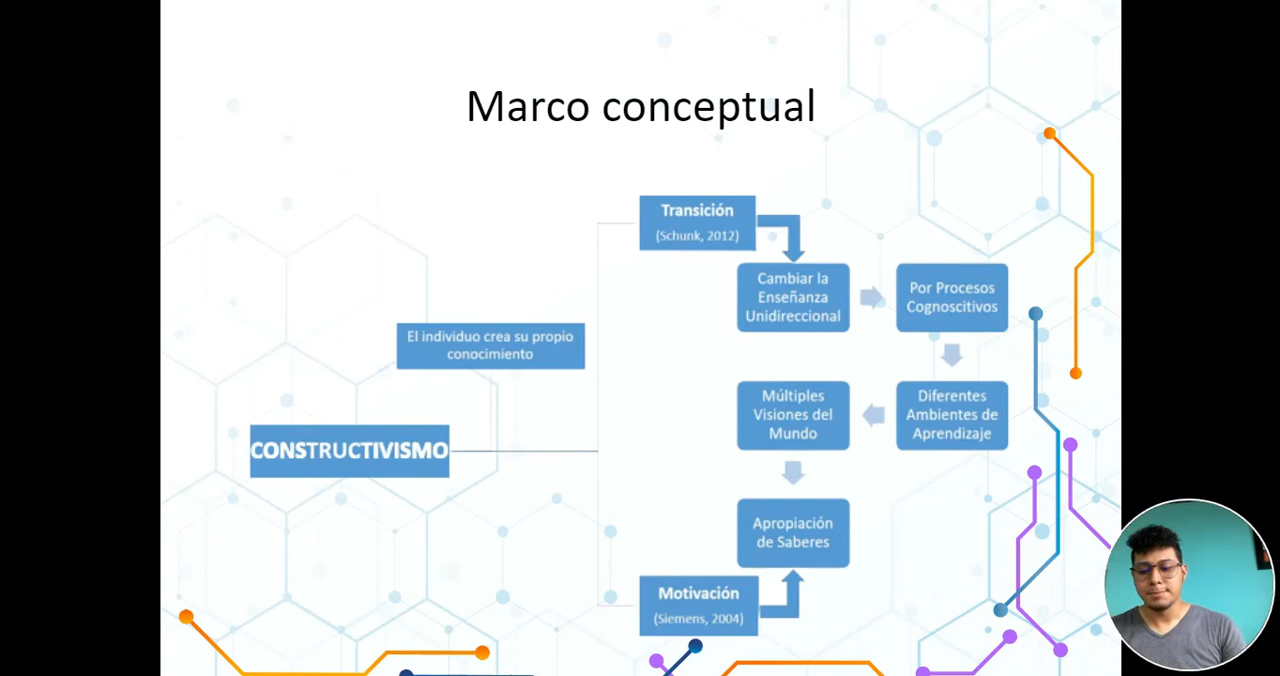 Marco conceptual
Transición
(Schunk, 2012)
Cambiar la
Enseñanza
Unidireccional
Por Procesos
Cognoscitivos
El individuo crea su propio
conocimiento
Múltiples
Visiones del
Mundo
Diferentes
Ambientes de
Aprendizaje
CONSTRUCTIVISMO
Apropiación
de Saberes
Motivación
(Siemens, 2004)